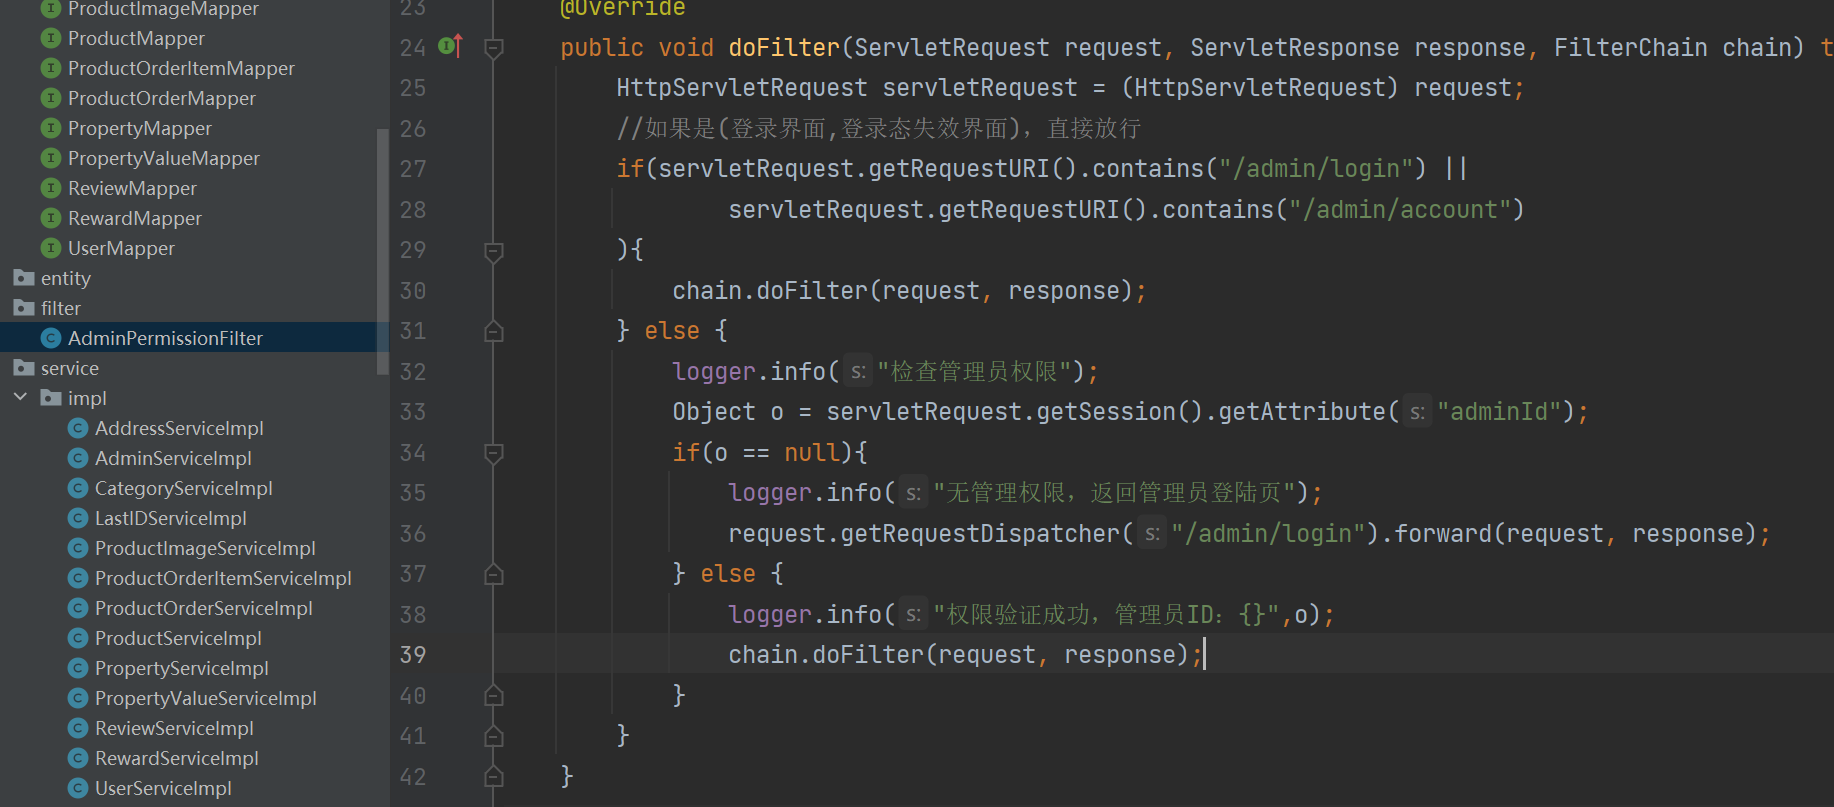 ProductImageMapper
ProductMapper
ProductOrderItemMapper
ProductOrderMapper
PropertyMapper
PropertyValueMapper
ReviewMapper
RewardMapper
UserMapper
entity
filter
AdminPermissionFilter
service
impl
AddressServiceImpl
AdminServiceImpl
CategoryServiceImpl
LastIDServiceImpl
ProductImageServiceImpl
ProductOrderItemServiceImpl
ProductOrderServiceImpl
ProductServiceImpl
PropertyServiceImpl
PropertyValueServiceImpl
ReviewServiceImpl
RewardServiceImpl
UserServiceImpl
23 @Override
24 public void doFilter(ServletRequest request, ServletResponse response, FilterChain chain) t
25 HttpServletRequest servletRequest = (HttpServletRequest) request;
26 //如果是(登录界面,登录态失效界面)，直接放行
27 if(servletRequest.getRequestURI().contains("/admin/login") ||
28 servletRequest.getRequestURI().contains("/admin/account")
29 ){
30 chain.doFilter(request, response);
31 } else {
32 logger.info( s: "检查管理员权限");
33 Object o = servletRequest.getSession().getAttribute( s: "adminId");
34 if(o == null){
35 logger.info( s: "无管理权限，返回管理员登陆页");
36 request.getRequestDispatcher( s: "/admin/login").forward(request, response);
37 } else {
38 logger.info( s: "权限验证成功，管理员ID：{}",o);
39 chain.doFilter(request, response);
40 }
41 }
42 }